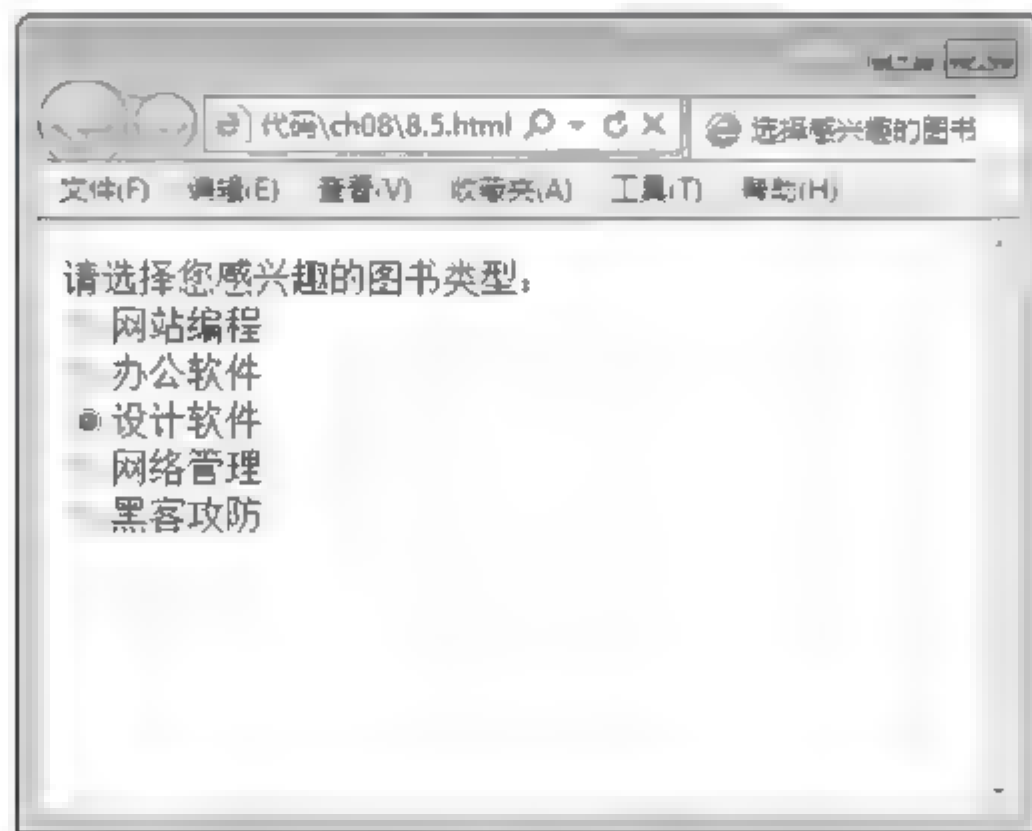 代码\ch08\8.5.html
选择感兴趣的图书
文件(F) 编辑(E) 查看(V) 收藏夹(A) 工具(T) 帮助(H)
请选择您感兴趣的图书类型：
网站编程
办公软件
设计软件
网络管理
黑客攻防